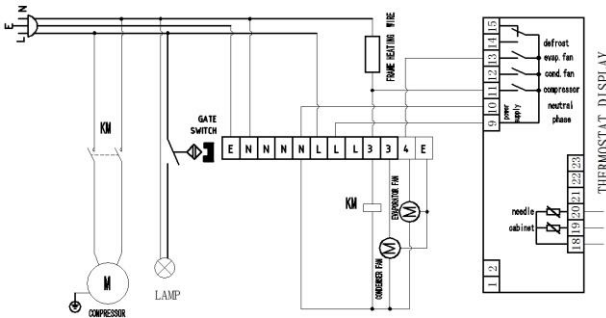 N
E
L
KM
GATE
SWITCH
E N N N N L L L 3 3 4 E
FRAME HEATING WIRE
KM
EVAPORATOR FAN
M
CONDENSER FAN
M
M
COMPRESSOR
LAMP
15
14
13
12
11
10
9
defrost
evap.fan
cond.fan
compressor
neutral
phase
power
supply
23
22
21
20
19
18
needle
cabinet
2
1
THERMOSTAT DISPLAY